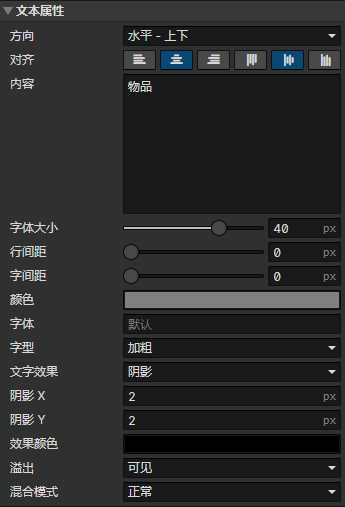 文本属性
方向 水平 - 上下
对齐
内容 物品
字体大小 40 px
行间距 0 px
字间距 0 px
颜色
字体 默认
字型 加粗
文字效果 阴影
阴影 X 2 px
阴影 Y 2 px
效果颜色
溢出 可见
混合模式 正常